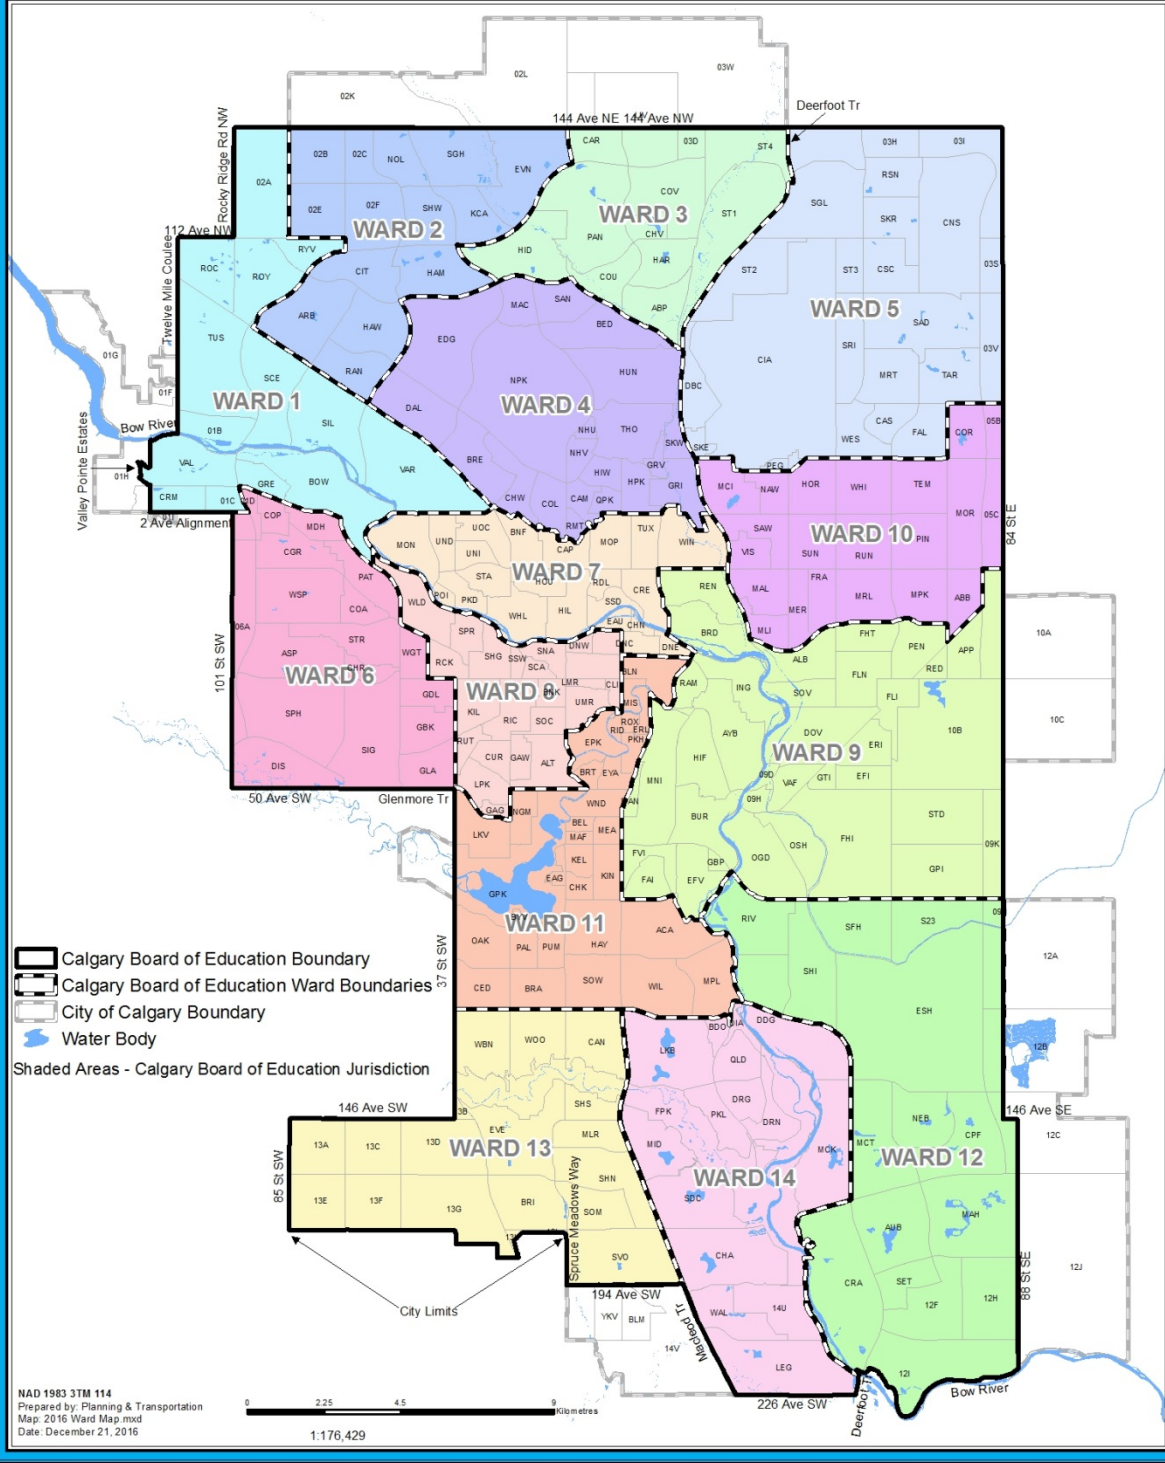 02L
03W
02K
Deerfoot Tr
144 Ave NE
144 Ave NW
Rocky Ridge Rd NW
CAR
03D
ST4
03H
03I
02B
02C
NOL
SGH
EVN
RSN
02A
COV
02E
02F
SHW
KCA
WARD 2
WARD 3
ST1
SGL
SKR
CNS
112 Ave NW
RYV
PAN
CHV
HID
HAR
ROC
ROY
CIT
HAM
COU
ST2
ST3
CSC
03S
Twelve Mile Coulee
MAC
SAN
ABP
WARD 5
ARB
HAW
BED
SAD
TUS
EDG
SRI
03V
01G
CIA
RAN
HUN
SCE
NPK
DBC
MRT
TAR
01F
WARD 1
WARD 4
DAL
Bow River
01B
SIL
NHU
THO
SKW
SKE
WES
CAS
FAL
COR
05B
Valley Pointe Estates
VAL
BRE
NHV
GRV
PEG
01H
VAR
HIW
HPK
GRI
MCI
NAW
HOR
WHI
TEM
GRE
BOW
CRM
01C
CHW
COL
CAM
QPK
2 Ave Alignment
COP
MDH
RMT
MOR
05C
84 St E
UOC
BNF
TUX
SAW
WARD 10
CGR
MON
UND
UNI
CAP
MOP
WIN
VIS
SUN
RUN
PIN
WARD 7
PAT
STA
HOU
RDL
CRE
REN
MAL
FRA
WSP
COA
WLD
POI
PKD
WHL
HIL
SSD
MER
MRL
MPK
ABB
06A
STR
SPR
EAU
CHN
BRD
MLI
FHT
10A
101 St SW
ASP
CHR
WGT
RCK
SHG
SSW
SNA
DNW
DNC
DNE
ALB
PEN
APP
WARD 6
SCA
LMR
CLI
BLN
RAM
ING
FLN
RED
GDL
WARD 8
BNK
UMR
MIS
SOV
FLI
SPH
GBK
KIL
RIC
SOC
ROX
RID
ERL
PKH
AYB
DOV
10B
10C
SIG
RUT
EPK
ERI
WARD 9
CUR
GAW
ALT
HIF
DIS
GLA
LPK
BRT
EYA
MNI
09D
VAF
GTI
EFI
50 Ave SW
Glenmore Tr
GAG
NGM
WND
09H
STD
LKV
BEL
MEA
BUR
MAF
FHI
OSH
09K
KEL
FVI
GBP
OGD
GPK
EAG
CHK
KIN
FAI
EFV
GPI
WARD 11
ACA
RIV
SFH
S23
OAK
PAL
PUM
HAY
37 St SW
12A
CED
BRA
SOW
WIL
MPL
SHI
Calgary Board of Education Boundary
Calgary Board of Education Ward Boundaries
City of Calgary Boundary
Water Body
Shaded Areas - Calgary Board of Education Jurisdiction
ESH
WBN
WOO
CAN
BDO
DIA
DDG
LKB
QLD
12B
146 Ave SW
SHS
FPK
PKL
DRG
DRN
NEB
CPF
146 Ave SE
13A
13C
13D
EVE
MLR
MID
MCK
MCT
12C
WARD 13
WARD 12
85 St SW
SHN
WARD 14
13E
13F
13G
BRI
SOM
SDC
AUB
MAH
Spruce Meadows Way
SVO
CHA
CRA
SET
12J
88 St SE
City Limits
194 Ave SW
12F
12H
YKV
BLM
WAL
14U
Macleod Tr
14V
LEG
12I
226 Ave SW
Deerfoot Tr
Bow River
NAD 1983 3TM 114
Prepared by: Planning & Transportation
Map: 2016 Ward Map.mxd
Date: December 21, 2016
0 2.25 4.5 9
Kilometres
1:176,429